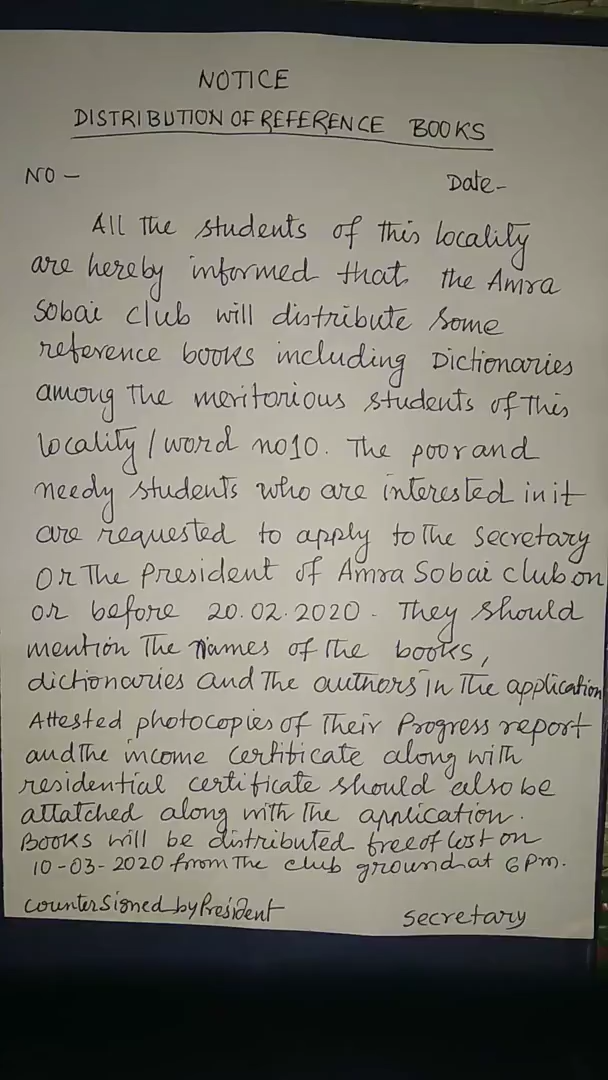 NOTICE
DISTRIBUTION OF REFERENCE BOOKS
NO -
Date-
All The students of this locality
are hereby informed that the Amra
Sobai club will distribute some
reference books including Dictionaries
among The meritorious students of This
locality/word no10. The poor and
needy students who are interested in it
are requested to apply to The secretary
or The President of Amra Sobai club on
or before 20.02.2020. They should
mention The names of The books,
dictionaries and The authors in The application
Attested photocopies of Their Progress report
and the income certificate along with
residential certificate should also be
attatched along with The application.
Books will be distributed free of cost on
10-03-2020 from The club ground at 6 Pm.
Countersigned by President
secretary